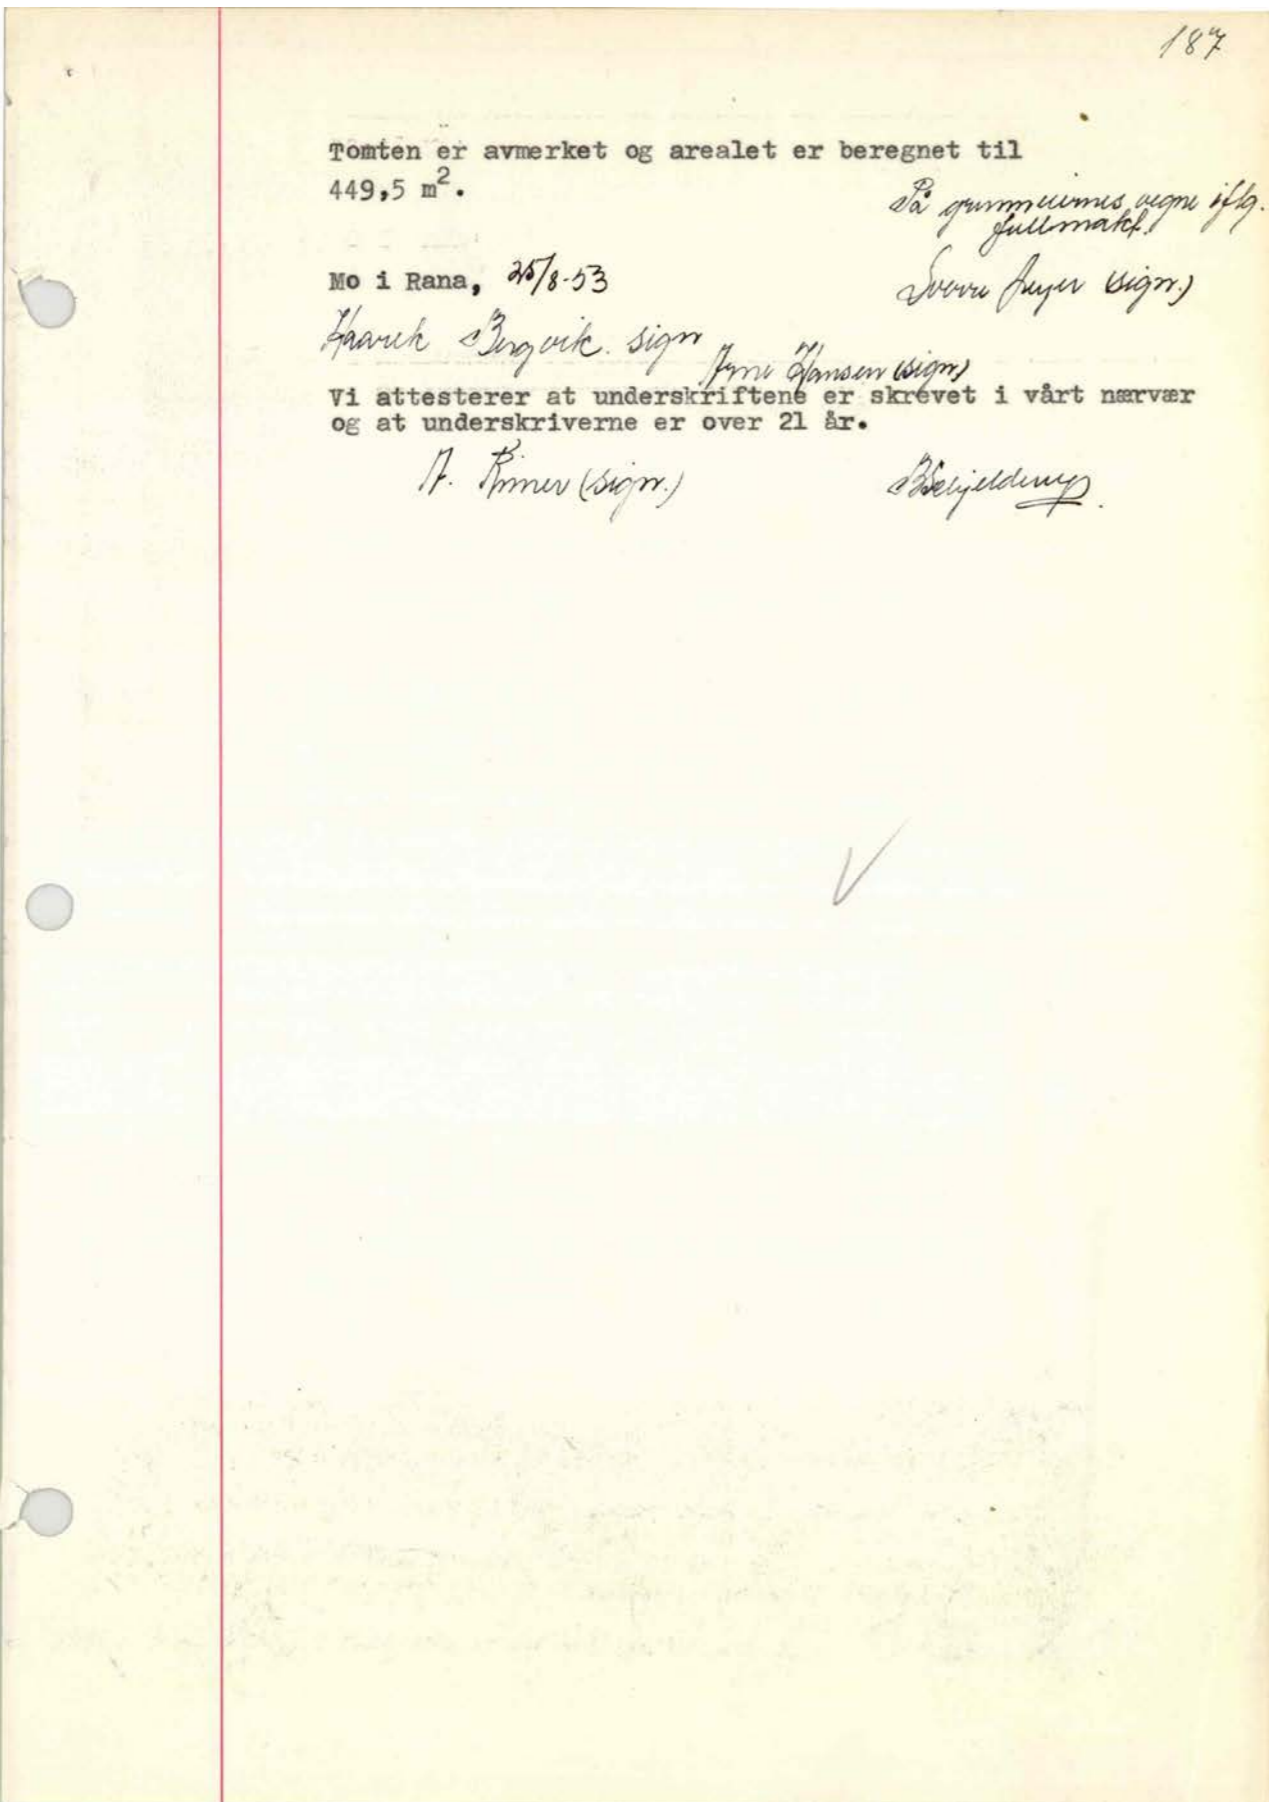 187
Tomten er avmerket og arealet er beregnet til
449,5 m².
På grunneiernes vegne iflg.
fullmakt.
Mo i Rana, 25/8-53
Sverre (sign.)
Haarek Bergvik. sign
Arne Hansen (sign)
Vi attesterer at underskriftene er skrevet i vårt nærvær
og at underskriverne er over 21 år.
A. (sign.)